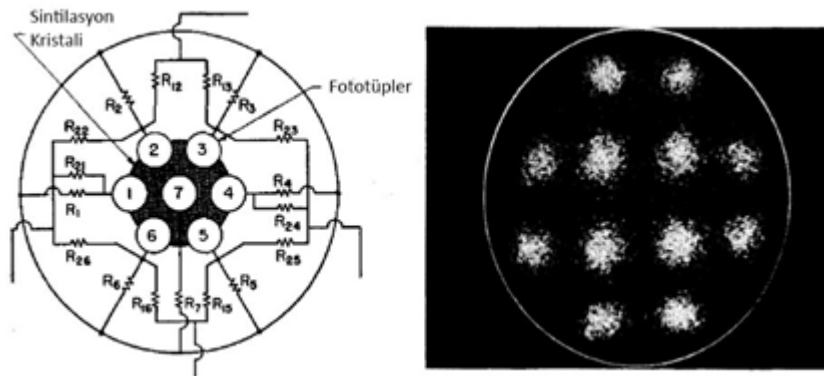 Sintilasyon
Kristali
Fototüpler
R12
R13
R2
R3
R22
R23
R21
R1
R4
R24
R26
R25
R6
R16
R7
R15
R5
2
3
1
7
4
6
5